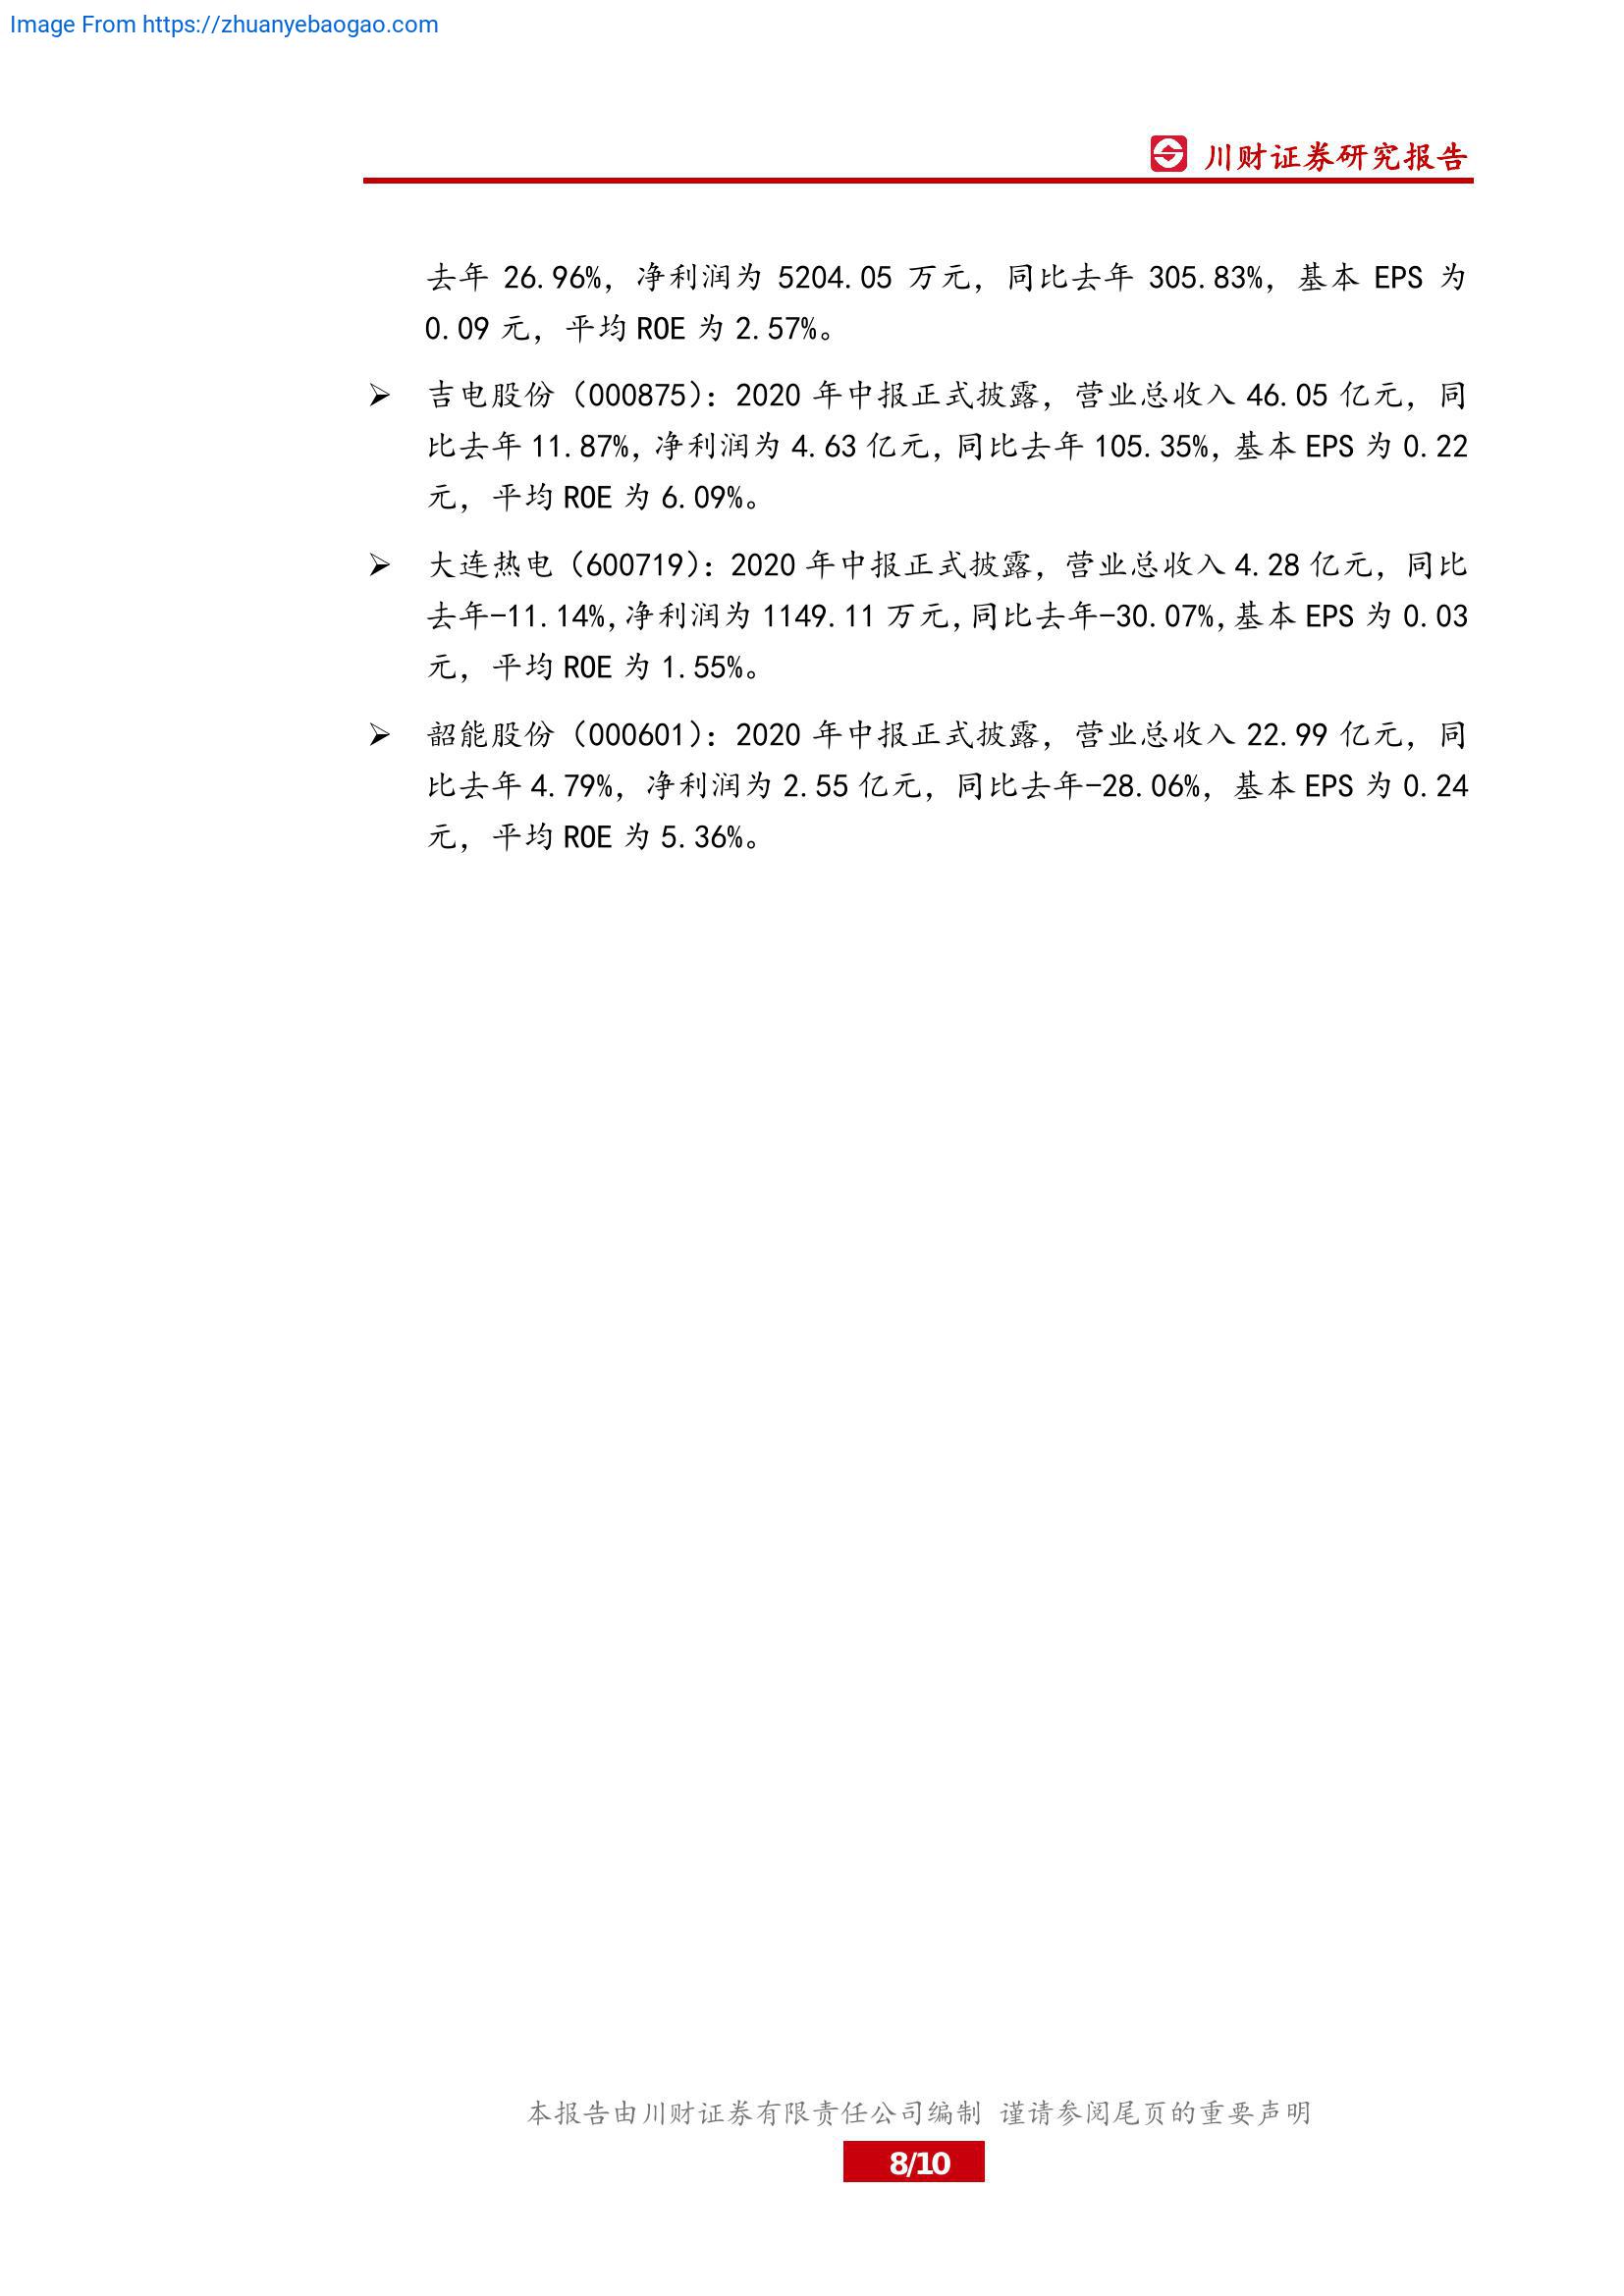 Image From https://zhuanyebaogao.com
川财证券研究报告
去年 26.96%，净利润为 5204.05 万元，同比去年 305.83%，基本 EPS 为
0.09 元，平均 ROE 为 2.57%。
➢ 吉电股份（000875）：2020 年中报正式披露，营业总收入 46.05 亿元，同
比去年 11.87%，净利润为 4.63 亿元，同比去年 105.35%，基本 EPS 为 0.22
元，平均 ROE 为 6.09%。
➢ 大连热电（600719）：2020 年中报正式披露，营业总收入 4.28 亿元，同比
去年-11.14%，净利润为 1149.11 万元，同比去年-30.07%，基本 EPS 为 0.03
元，平均 ROE 为 1.55%。
➢ 韶能股份（000601）：2020 年中报正式披露，营业总收入 22.99 亿元，同
比去年 4.79%，净利润为 2.55 亿元，同比去年-28.06%，基本 EPS 为 0.24
元，平均 ROE 为 5.36%。
本报告由川财证券有限责任公司编制 谨请参阅尾页的重要声明
8/10